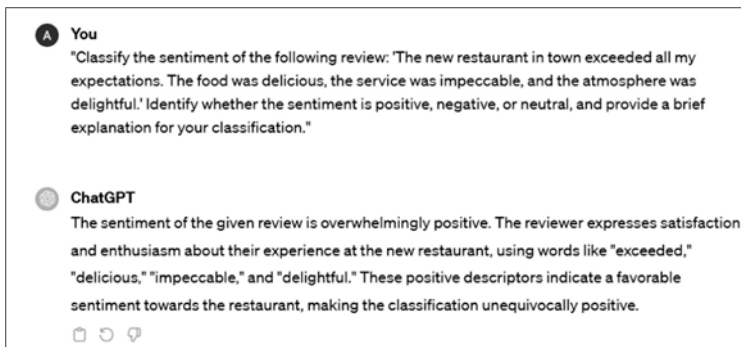 A You
"Classify the sentiment of the following review: 'The new restaurant in town exceeded all my
expectations. The food was delicious, the service was impeccable, and the atmosphere was
delightful.' Identify whether the sentiment is positive, negative, or neutral, and provide a brief
explanation for your classification."
ChatGPT
The sentiment of the given review is overwhelmingly positive. The reviewer expresses satisfaction
and enthusiasm about their experience at the new restaurant, using words like "exceeded,"
"delicious," "impeccable," and "delightful." These positive descriptors indicate a favorable
sentiment towards the restaurant, making the classification unequivocally positive.